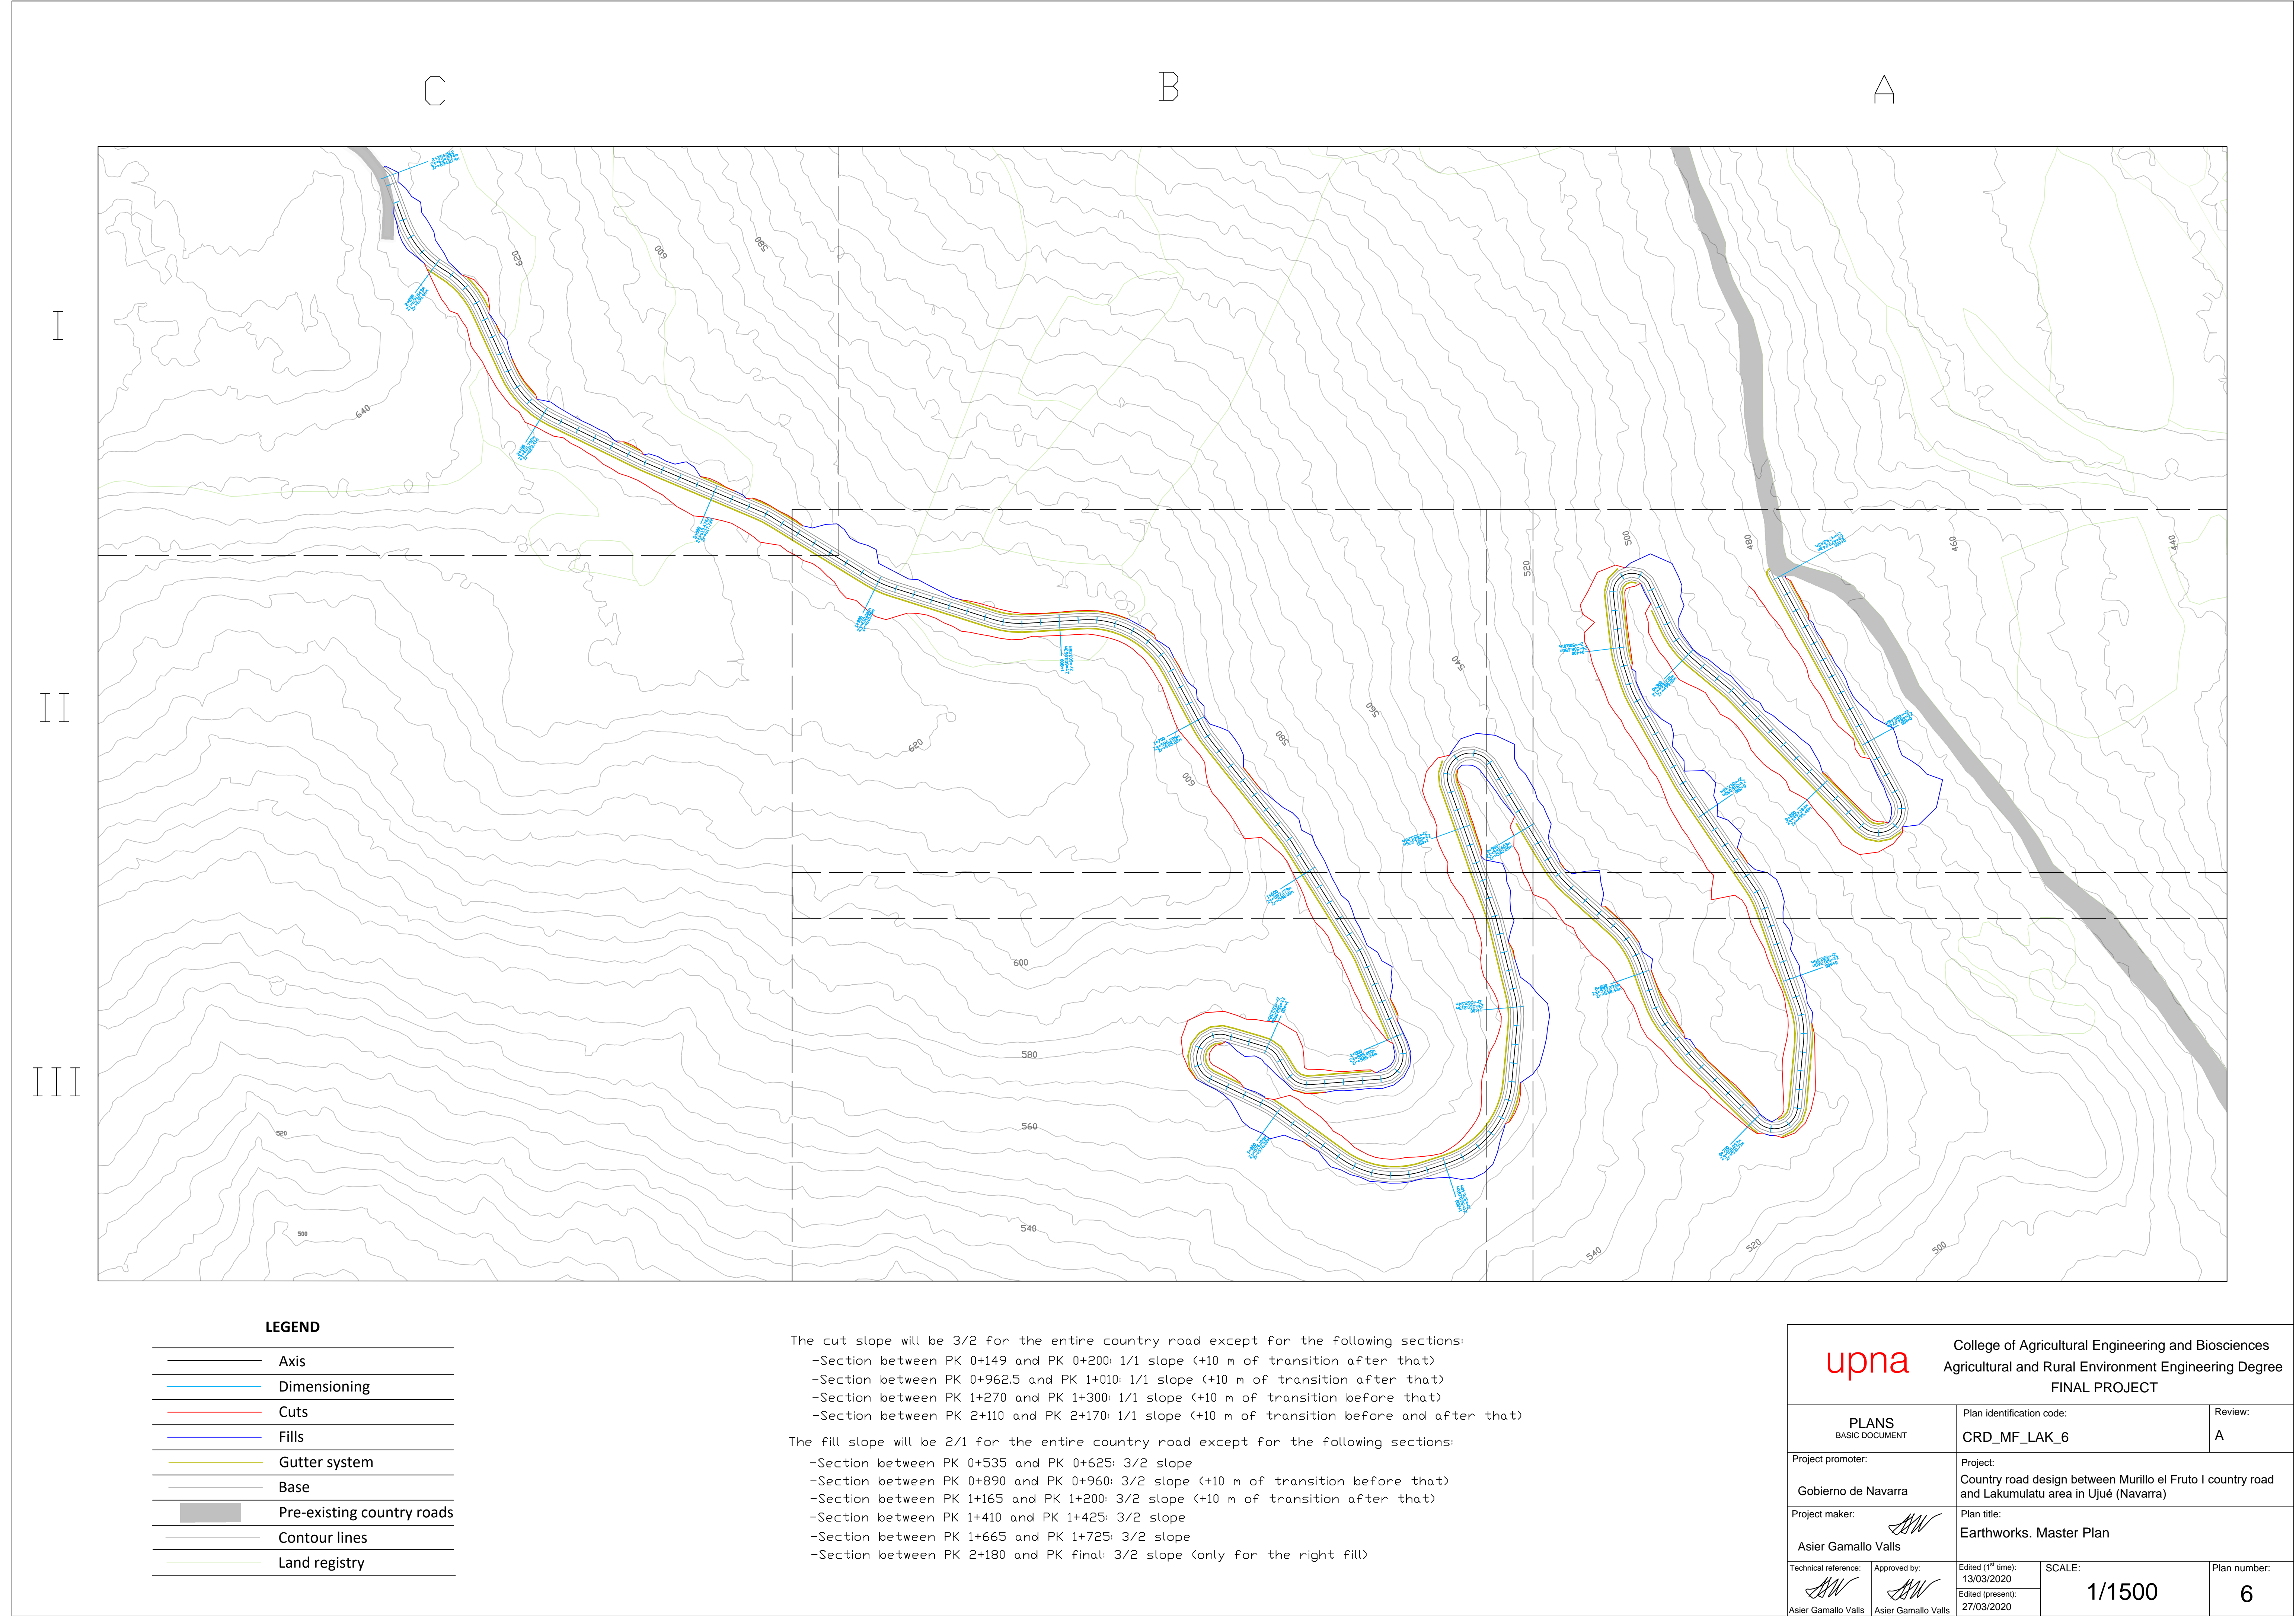 C
B
A
I
II
III
620
600
580
640
620
600
580
560
540
520
500
480
460
440
600
580
560
540
520
500
540
520
500
LEGEND
Axis
Dimensioning
Cuts
Fills
Gutter system
Base
Pre-existing country roads
Contour lines
Land registry
The cut slope will be 3/2 for the entire country road except for the following sections:
-Section between PK 0+149 and PK 0+200: 1/1 slope (+10 m of transition after that)
-Section between PK 0+962.5 and PK 1+010: 1/1 slope (+10 m of transition after that)
-Section between PK 1+270 and PK 1+300: 1/1 slope (+10 m of transition before that)
-Section between PK 2+110 and PK 2+170: 1/1 slope (+10 m of transition before and after that)
The fill slope will be 2/1 for the entire country road except for the following sections:
-Section between PK 0+535 and PK 0+625: 3/2 slope
-Section between PK 0+890 and PK 0+960: 3/2 slope (+10 m of transition before that)
-Section between PK 1+165 and PK 1+200: 3/2 slope (+10 m of transition after that)
-Section between PK 1+410 and PK 1+425: 3/2 slope
-Section between PK 1+665 and PK 1+725: 3/2 slope
-Section between PK 2+180 and PK final: 3/2 slope (only for the right fill)
upna
College of Agricultural Engineering and Biosciences
Agricultural and Rural Environment Engineering Degree
FINAL PROJECT
PLANS
BASIC DOCUMENT
Plan identification code:
CRD_MF_LAK_6
Review:
A
Project promoter:
Gobierno de Navarra
Project:
Country road design between Murillo el Fruto I country road
and Lakumulatu area in Ujué (Navarra)
Project maker:
Asier Gamallo Valls
Plan title:
Earthworks. Master Plan
Technical reference:
Asier Gamallo Valls
Approved by:
Asier Gamallo Valls
Edited (1st time):
13/03/2020
Edited (present):
27/03/2020
SCALE:
1/1500
Plan number:
6